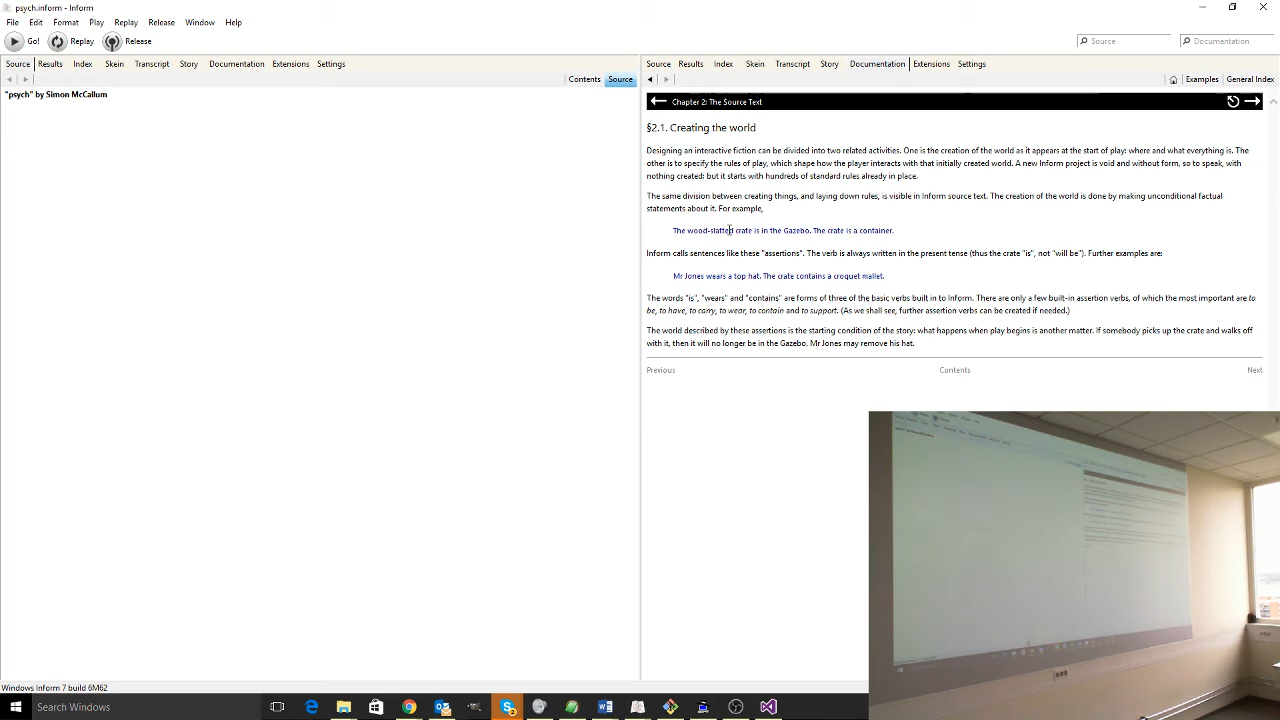 psych.inform - Inform
File Edit Format Play Replay Release Window Help
Go! Replay Release
Source Documentation
Source Results Index Skein Transcript Story Documentation Extensions Settings
Source Results Index Skein Transcript Story Documentation Extensions Settings
Contents Source
Examples General Index
"psych" by Simon McCallum
Chapter 2: The Source Text
§2.1. Creating the world
Designing an interactive fiction can be divided into two related activities. One is the creation of the world as it appears at the start of play: where and what everything is. The
other is to specify the rules of play, which shape how the player interacts with that initially created world. A new Inform project is void and without form, so to speak, with
nothing created; but it starts with hundreds of standard rules already in place.
The same division between creating things, and laying down rules, is visible in Inform source text. The creation of the world is done by making unconditional factual
statements about it. For example,
The wood-slatted crate is in the Gazebo. The crate is a container.
Inform calls sentences like these "assertions". The verb is always written in the present tense (thus the crate "is", not "will be"). Further examples are:
Mr Jones wears a top hat. The crate contains a croquet mallet.
The words "is", "wears" and "contains" are forms of three of the basic verbs built in to Inform. There are only a few built-in assertion verbs, of which the most important are to
be, to have, to carry, to wear, to contain and to support. (As we shall see, further assertion verbs can be created if needed.)
The world described by these assertions is the starting condition of the story: what happens when play begins is another matter. If somebody picks up the crate and walks off
with it, then it will no longer be in the Gazebo. Mr Jones may remove his hat.
Previous Contents Next
Windows Inform 7 build 6M62
Search Windows